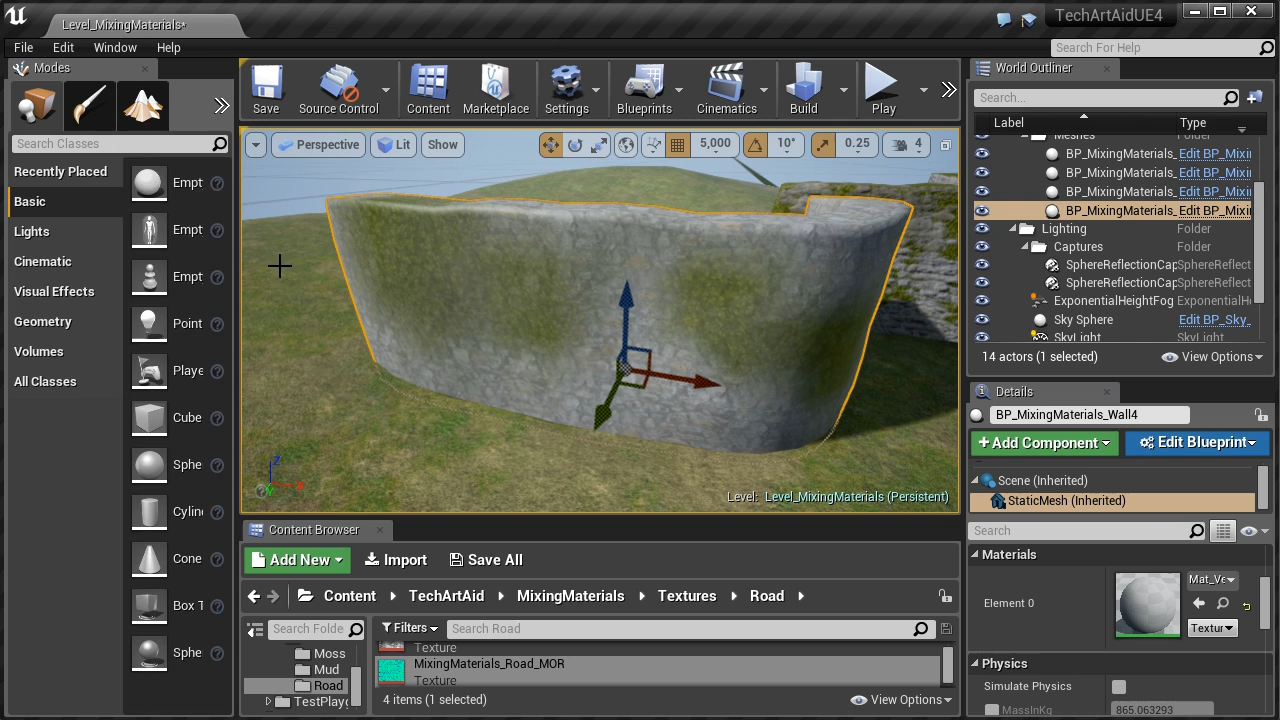 Level_MixingMaterials*
TechArtAidUE4
File Edit Window Help
Search For Help
Modes
Search Classes
Recently Placed
Basic
Lights
Cinematic
Visual Effects
Geometry
Volumes
All Classes
Empt
Empt
Empt
Point
Playe
Cube
Sphe
Cylin
Cone
Box T
Sphe
Save Source Control Content Marketplace Settings Blueprints Cinematics Build Play
Perspective Lit Show 5,000 10° 0.25 4
Z
X
Y
Level: Level_MixingMaterials (Persistent)
Content Browser
Add New Import Save All
Content TechArtAid MixingMaterials Textures Road
Search Folde
Filters Search Road
Moss
Mud
Road
TestPlayg
Texture
MixingMaterials_Road_MOR
Texture
4 items (1 selected) View Options
World Outliner
Search...
Label Type
Meshes Folder
BP_MixingMaterials_ Edit BP_Mixin
BP_MixingMaterials_ Edit BP_Mixin
BP_MixingMaterials_ Edit BP_Mixin
BP_MixingMaterials_ Edit BP_Mixin
Lighting Folder
Captures Folder
SphereReflectionCap SphereReflect
SphereReflectionCap SphereReflect
ExponentialHeightFog ExponentialHe
Sky Sphere Edit BP_Sky_
SkyLight SkyLight
14 actors (1 selected) View Options
Details
BP_MixingMaterials_Wall4
+Add Component Edit Blueprint
Scene (Inherited)
StaticMesh (Inherited)
Search
Materials
Element 0
Mat_Ve
Textur
Physics
Simulate Physics
MassInKg 865.063293